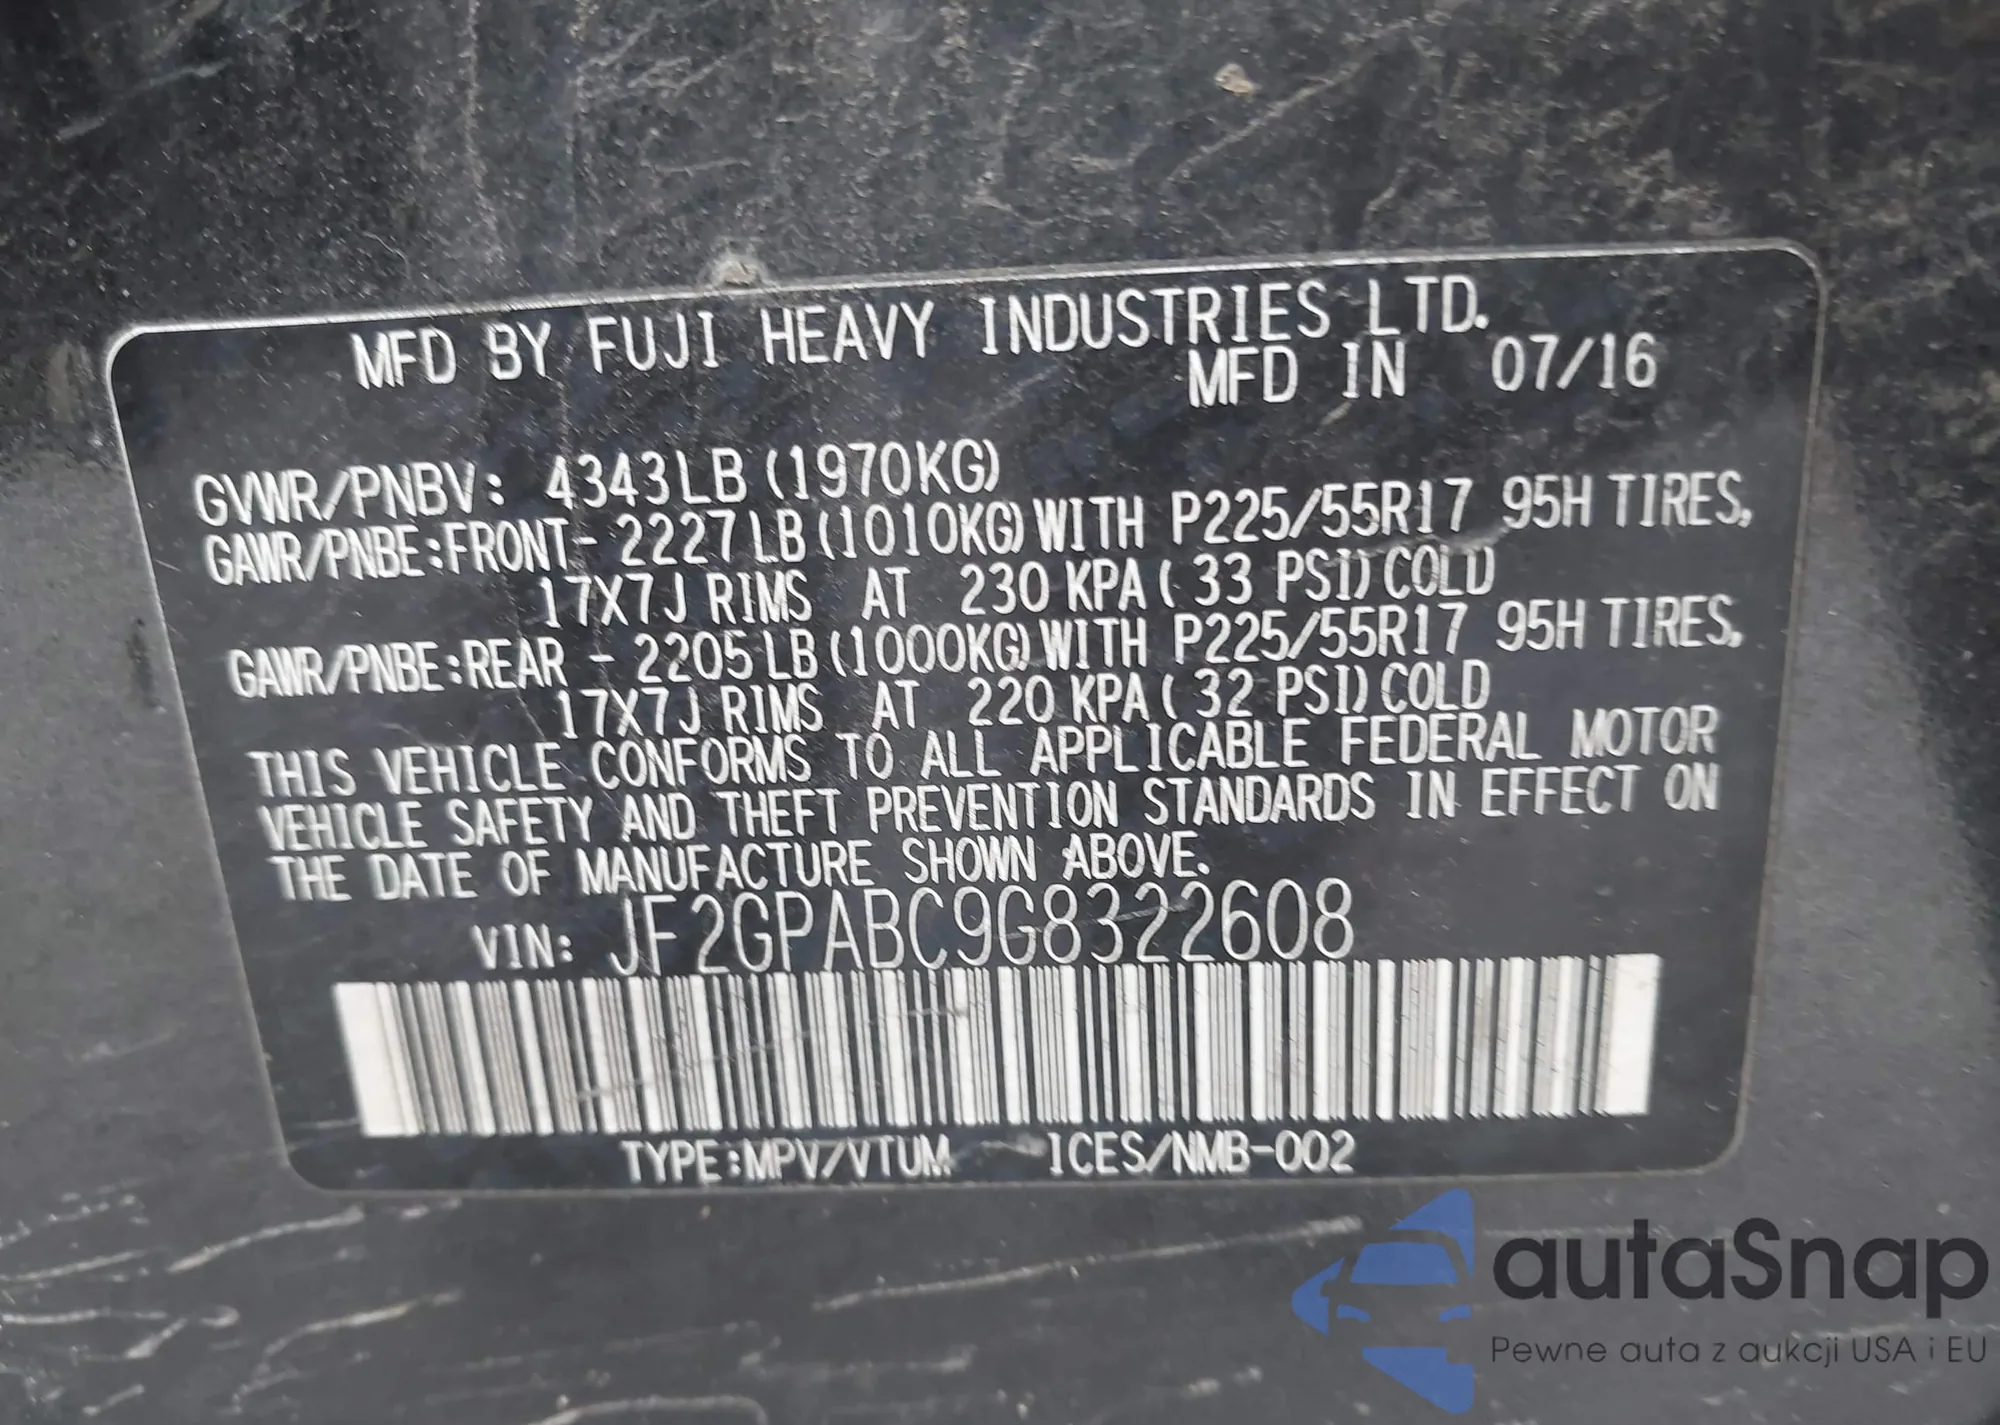 MFD BY FUJI HEAVY INDUSTRIES LTD.
MFD IN 07/16
GVWR/PNBV: 4343LB (1970KG)
GAWR/PNBE:FRONT- 2227LB (1010KG) WITH P225/55R17 95H TIRES,
17X7J RIMS AT 230 KPA ( 33 PSI) COLD
GAWR/PNBE:REAR - 2205LB (1000KG) WITH P225/55R17 95H TIRES,
17X7J RIMS AT 220 KPA ( 32 PSI) COLD
THIS VEHICLE CONFORMS TO ALL APPLICABLE FEDERAL MOTOR
VEHICLE SAFETY AND THEFT PREVENTION STANDARDS IN EFFECT ON
THE DATE OF MANUFACTURE SHOWN ABOVE.
VIN: JF2GPABC9G8322608
TYPE:MPV/VTUM ICES/NMB-002
autaSnap
Pewne auta z aukcji USA i EU